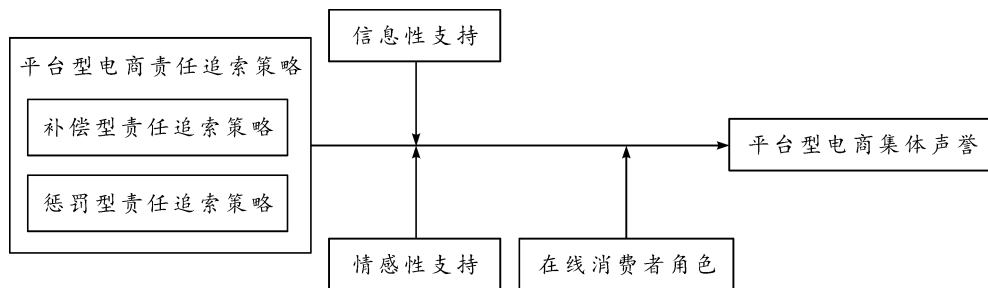 信息性支持
平台型电商责任追索策略
补偿型责任追索策略
惩罚型责任追索策略
平台型电商集体声誉
情感性支持
在线消费者角色